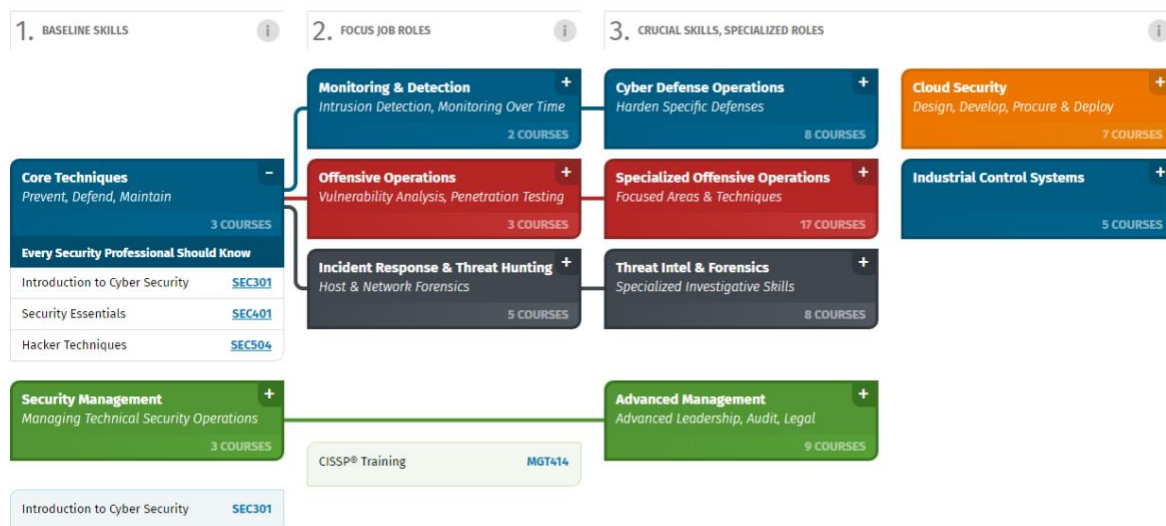 1. BASELINE SKILLS i
2. FOCUS JOB ROLES i
3. CRUCIAL SKILLS, SPECIALIZED ROLES i
Core Techniques -
Prevent, Defend, Maintain
3 COURSES
Every Security Professional Should Know
Introduction to Cyber Security SEC301
Security Essentials SEC401
Hacker Techniques SEC504
Monitoring & Detection +
Intrusion Detection, Monitoring Over Time
2 COURSES
Offensive Operations +
Vulnerability Analysis, Penetration Testing
3 COURSES
Incident Response & Threat Hunting +
Host & Network Forensics
5 COURSES
Cyber Defense Operations +
Harden Specific Defenses
8 COURSES
Specialized Offensive Operations +
Focused Areas & Techniques
17 COURSES
Threat Intel & Forensics +
Specialized Investigative Skills
8 COURSES
Cloud Security +
Design, Develop, Procure & Deploy
7 COURSES
Industrial Control Systems +
5 COURSES
Security Management +
Managing Technical Security Operations
3 COURSES
Advanced Management +
Advanced Leadership, Audit, Legal
9 COURSES
CISSP® Training MGT414
Introduction to Cyber Security SEC301